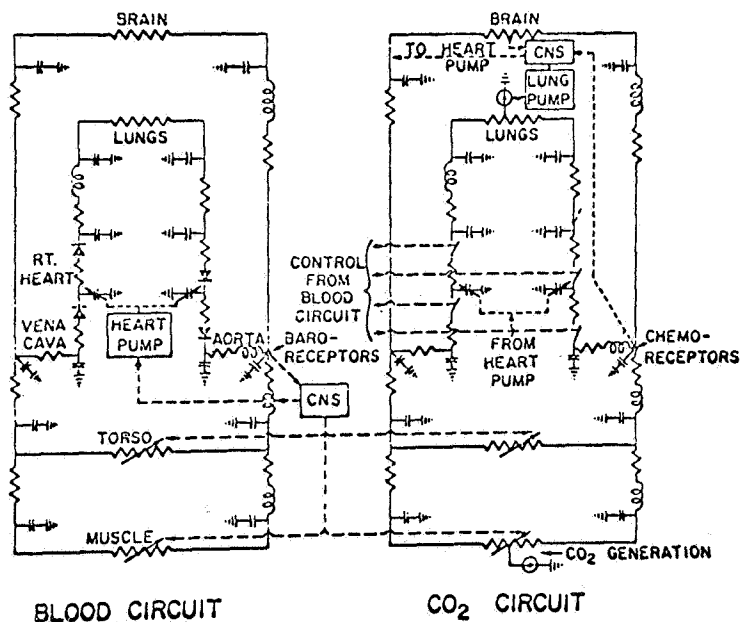 BRAIN
LUNGS
RT.
HEART
VENA
CAVA
HEART
PUMP
AORTA
BARO-
RECEPTORS
CNS
TORSO
MUSCLE
BLOOD CIRCUIT
BRAIN
TO HEART
PUMP
CNS
LUNG
PUMP
LUNGS
CONTROL
FROM
BLOOD
CIRCUIT
FROM
HEART
PUMP
CHEMO-
RECEPTORS
CO2 GENERATION
CO2 CIRCUIT